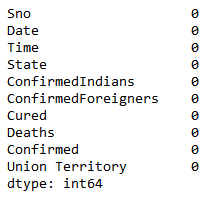 Sno 0
Date 0
Time 0
State 0
ConfirmedIndians 0
ConfirmedForeigners 0
Cured 0
Deaths 0
Confirmed 0
Union Territory 0
dtype: int64